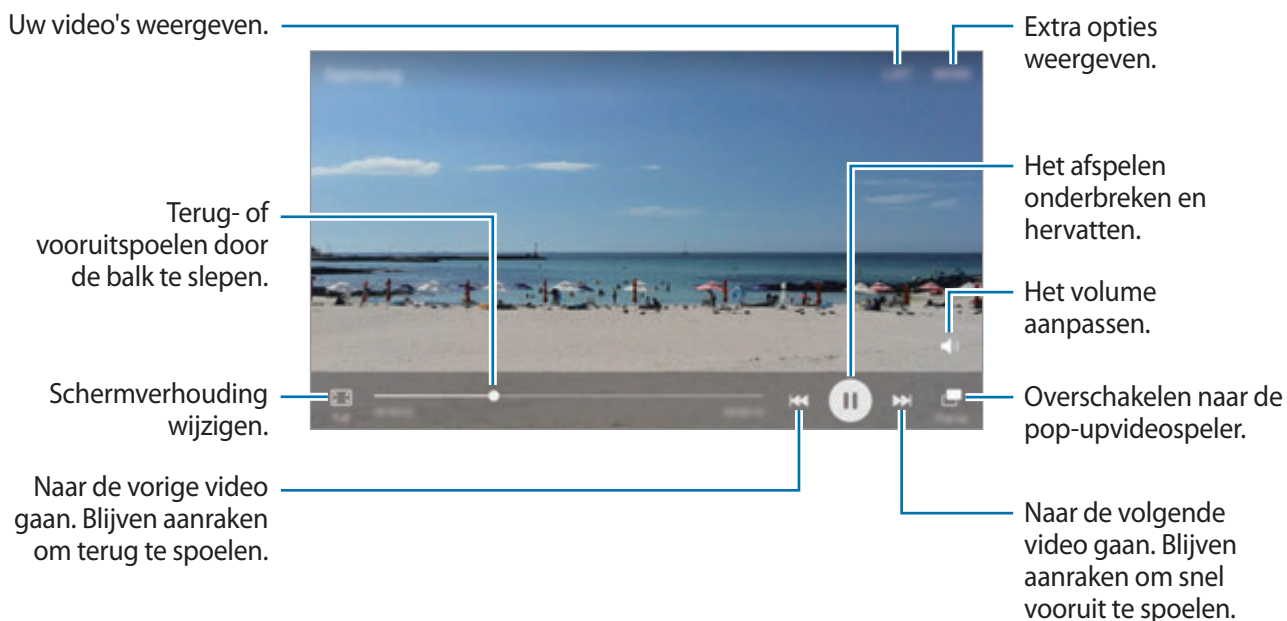 Uw video's weergeven.
Extra opties
weergeven.
Het afspelen
onderbreken en
hervatten.
Terug- of
vooruitspoelen door
de balk te slepen.
Het volume
aanpassen.
Schermverhouding
wijzigen.
Overschakelen naar de
pop-upvideospeler.
Naar de vorige video
gaan. Blijven aanraken
om terug te spoelen.
Naar de volgende
video gaan. Blijven
aanraken om snel
vooruit te spoelen.